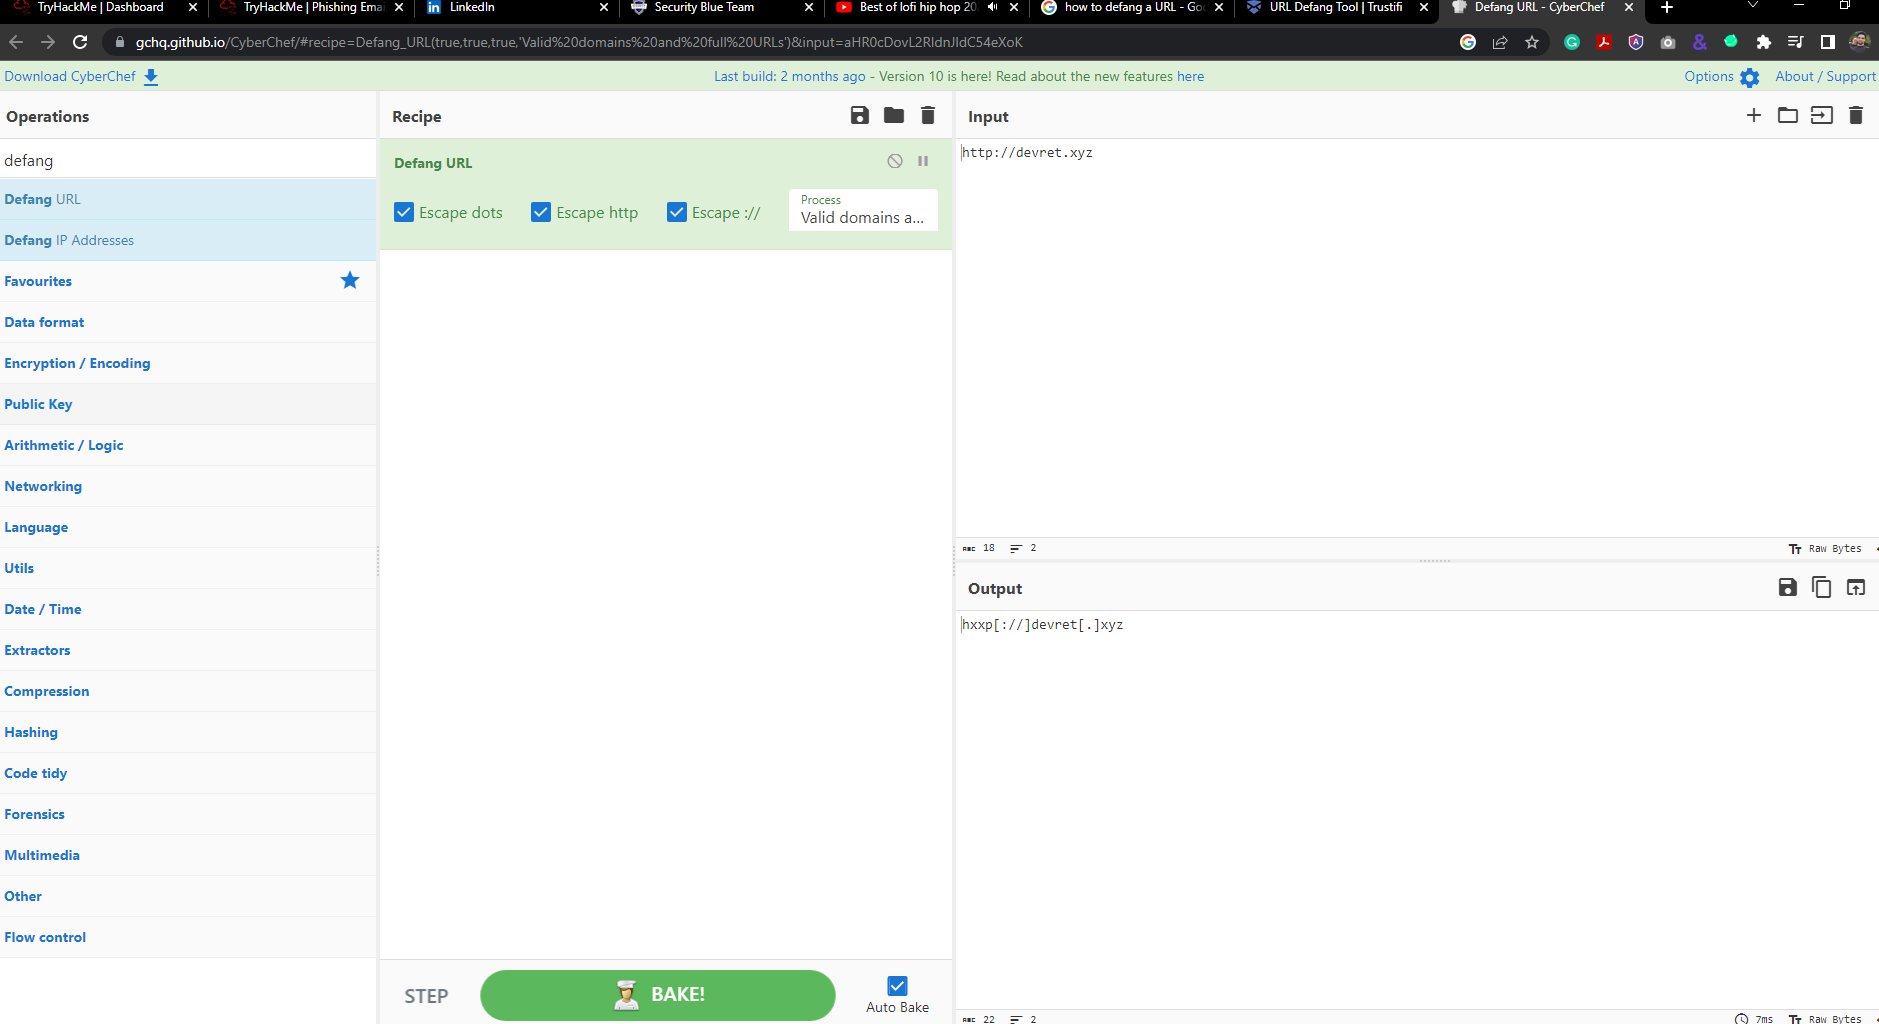 TryHackMe | Dashboard
TryHackMe | Phishing Emai
LinkedIn
Security Blue Team
Best of lofi hip hop 20
how to defang a URL - Goo
URL Defang Tool | Trustifi
Defang URL - CyberChef
gchq.github.io/CyberChef/#recipe=Defang_URL(true,true,true,'Valid%20domains%20and%20full%20URLs')&input=aHR0cDovL2RldnJldC54eXoK
Download CyberChef
Last build: 2 months ago - Version 10 is here! Read about the new features here
Options
About / Support
Operations
defang
Defang URL
Defang IP Addresses
Favourites
Data format
Encryption / Encoding
Public Key
Arithmetic / Logic
Networking
Language
Utils
Date / Time
Extractors
Compression
Hashing
Code tidy
Forensics
Multimedia
Other
Flow control
Recipe
Defang URL
Escape dots
Escape http
Escape ://
Process
Valid domains a...
STEP
BAKE!
Auto Bake
Input
http://devret.xyz
ABC 18
2
Tт Raw Bytes
Output
hxxp[://]devret[.]xyz
ABC 22
2
7ms
Tт Raw Bytes